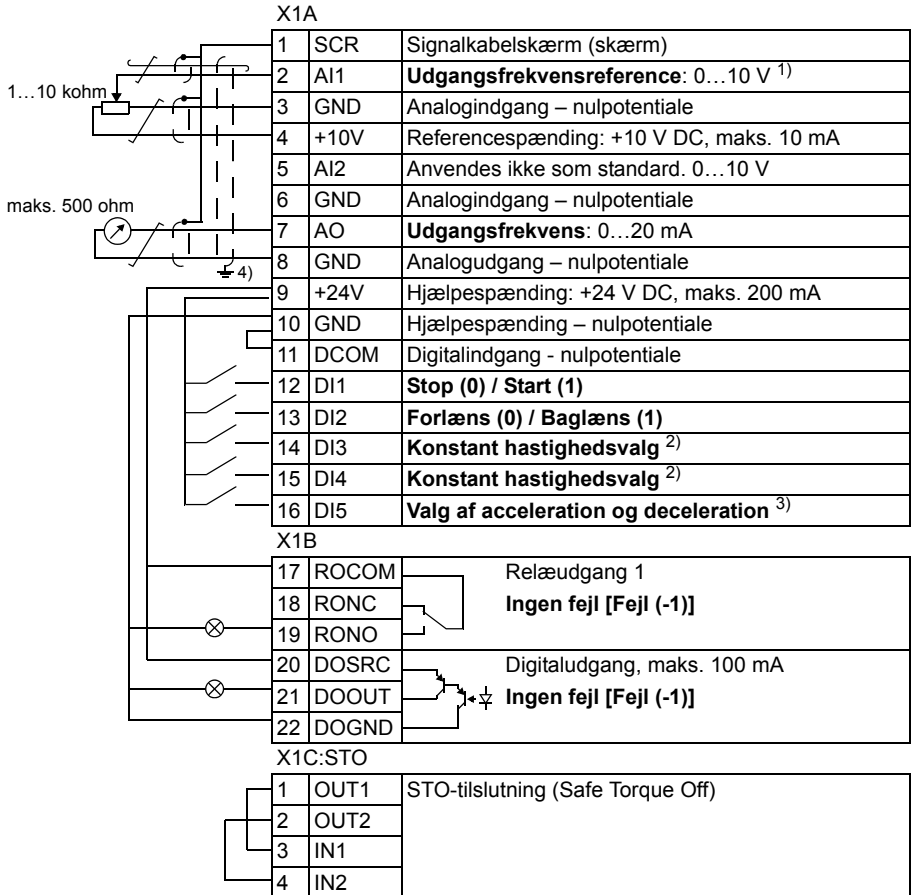 X1A
1 SCR Signalkabelskærm (skærm)
2 AI1 Udgangsfrekvensreference: 0…10 V 1)
1…10 kohm
3 GND Analogindgang – nulpotentiale
4 +10V Referencespænding: +10 V DC, maks. 10 mA
5 AI2 Anvendes ikke som standard. 0…10 V
6 GND Analogindgang – nulpotentiale
maks. 500 ohm
7 AO Udgangsfrekvens: 0…20 mA
8 GND Analogudgang – nulpotentiale
4)
9 +24V Hjælpespænding: +24 V DC, maks. 200 mA
10 GND Hjælpespænding – nulpotentiale
11 DCOM Digitalindgang - nulpotentiale
12 DI1 Stop (0) / Start (1)
13 DI2 Forlæns (0) / Baglæns (1)
14 DI3 Konstant hastighedsvalg 2)
15 DI4 Konstant hastighedsvalg 2)
16 DI5 Valg af acceleration og deceleration 3)
X1B
17 ROCOM Relæudgang 1
18 RONC Ingen fejl [Fejl (-1)]
19 RONO
20 DOSRC Digitaludgang, maks. 100 mA
21 DOOUT Ingen fejl [Fejl (-1)]
22 DOGND
X1C:STO
1 OUT1 STO-tilslutning (Safe Torque Off)
2 OUT2
3 IN1
4 IN2